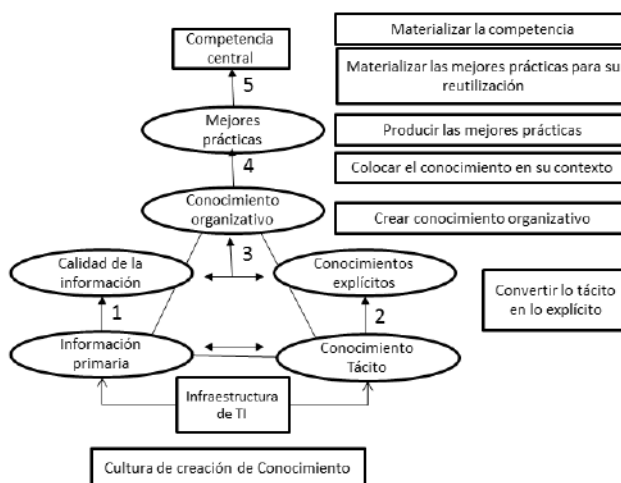 Competencia
central
Materializar la competencia
Materializar las mejores prácticas para su
reutilización
5
Mejores
prácticas
Producir las mejores prácticas
4
Colocar el conocimiento en su contexto
Conocimiento
organizativo
Crear conocimiento organizativo
3
Calidad de la
información
Conocimientos
explícitos
Convertir lo tácito
en lo explícito
1
2
Información
primaria
Conocimiento
Tácito
Infraestructura
de TI
Cultura de creación de Conocimiento